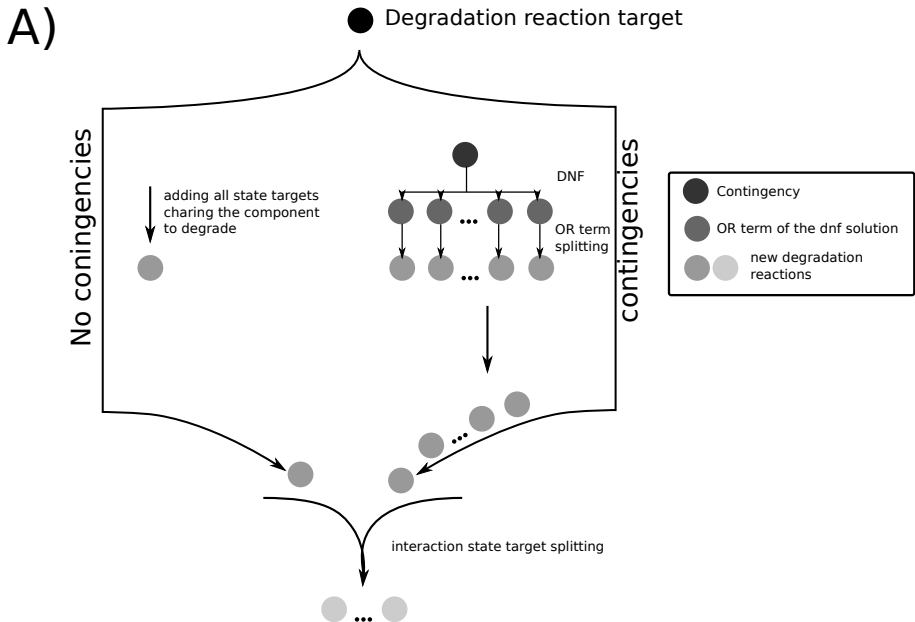 A)
Degradation reaction target
No coningencies
adding all state targets
charing the component
to degrade
DNF
OR term
splitting
contingencies
Contingency
OR term of the dnf solution
new degradation
reactions
interaction state target splitting